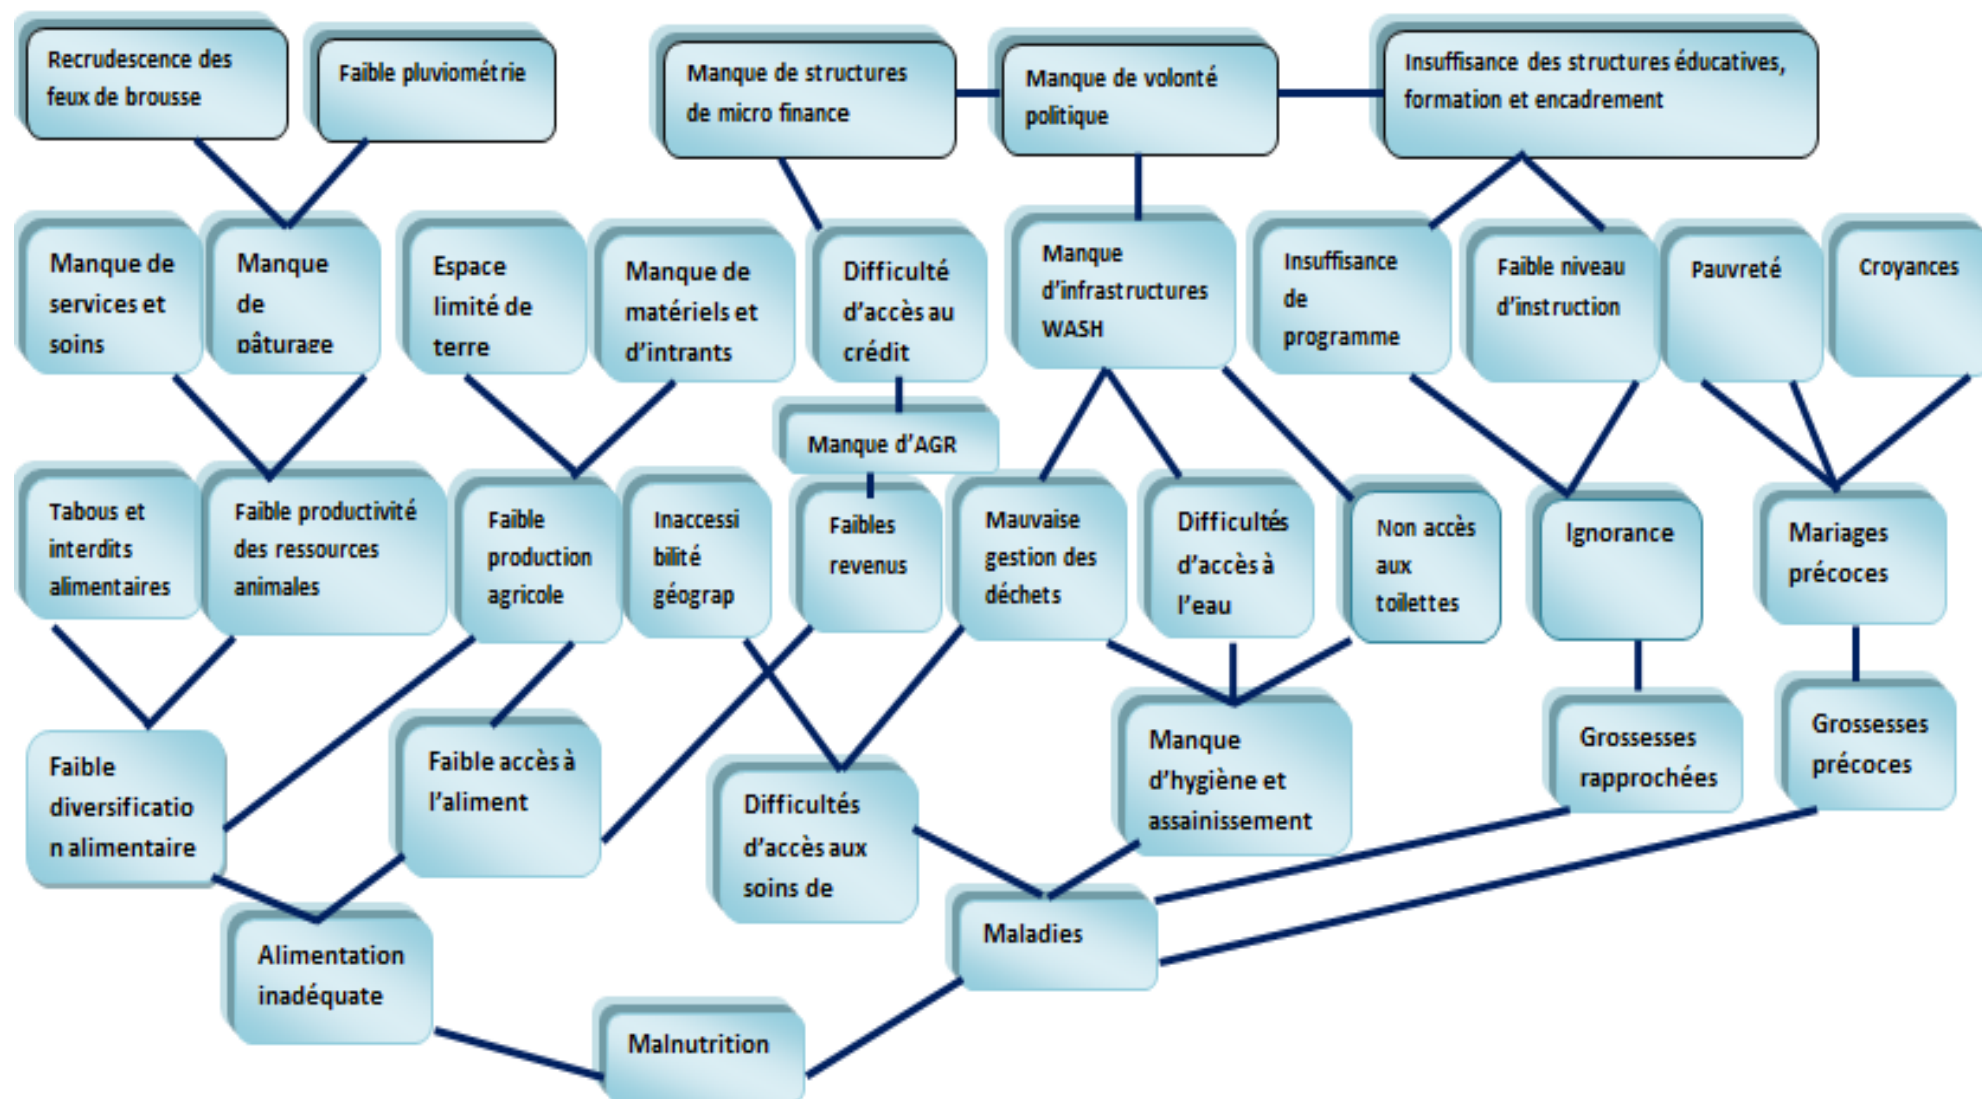 Recrudescence des
feux de brousse
Faible pluviométrie
Manque de structures
de micro finance
Manque de volonté
politique
Insuffisance des structures éducatives,
formation et encadrement
Manque de
services et
soins
Manque
de
pâturage
Espace
limité de
terre
Manque de
matériels et
d'intrants
Difficulté
d'accès au
crédit
Manque
d'infrastructures
WASH
Insuffisance
de
programme
Faible niveau
d'instruction
Pauvreté
Croyances
Manque d'AGR
Tabous et
interdits
alimentaires
Faible productivité
des ressources
animales
Faible
production
agricole
Inaccessi
bilité
géograp
Faibles
revenus
Mauvaise
gestion des
déchets
Difficultés
d'accès à
l'eau
Non accès
aux
toilettes
Ignorance
Mariages
précoces
Faible
diversificatio
n alimentaire
Faible accès à
l'aliment
Difficultés
d'accès aux
soins de
Manque
d'hygiène et
assainissement
Grossesses
rapprochées
Grossesses
précoces
Alimentation
inadéquate
Maladies
Malnutrition